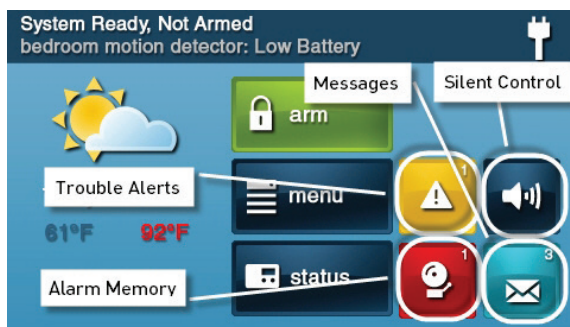 System Ready, Not Armed
bedroom motion detector: Low Battery
Messages
Silent Control
arm
Trouble Alerts
menu
1
61°F
92°F
Alarm Memory
status
1
3